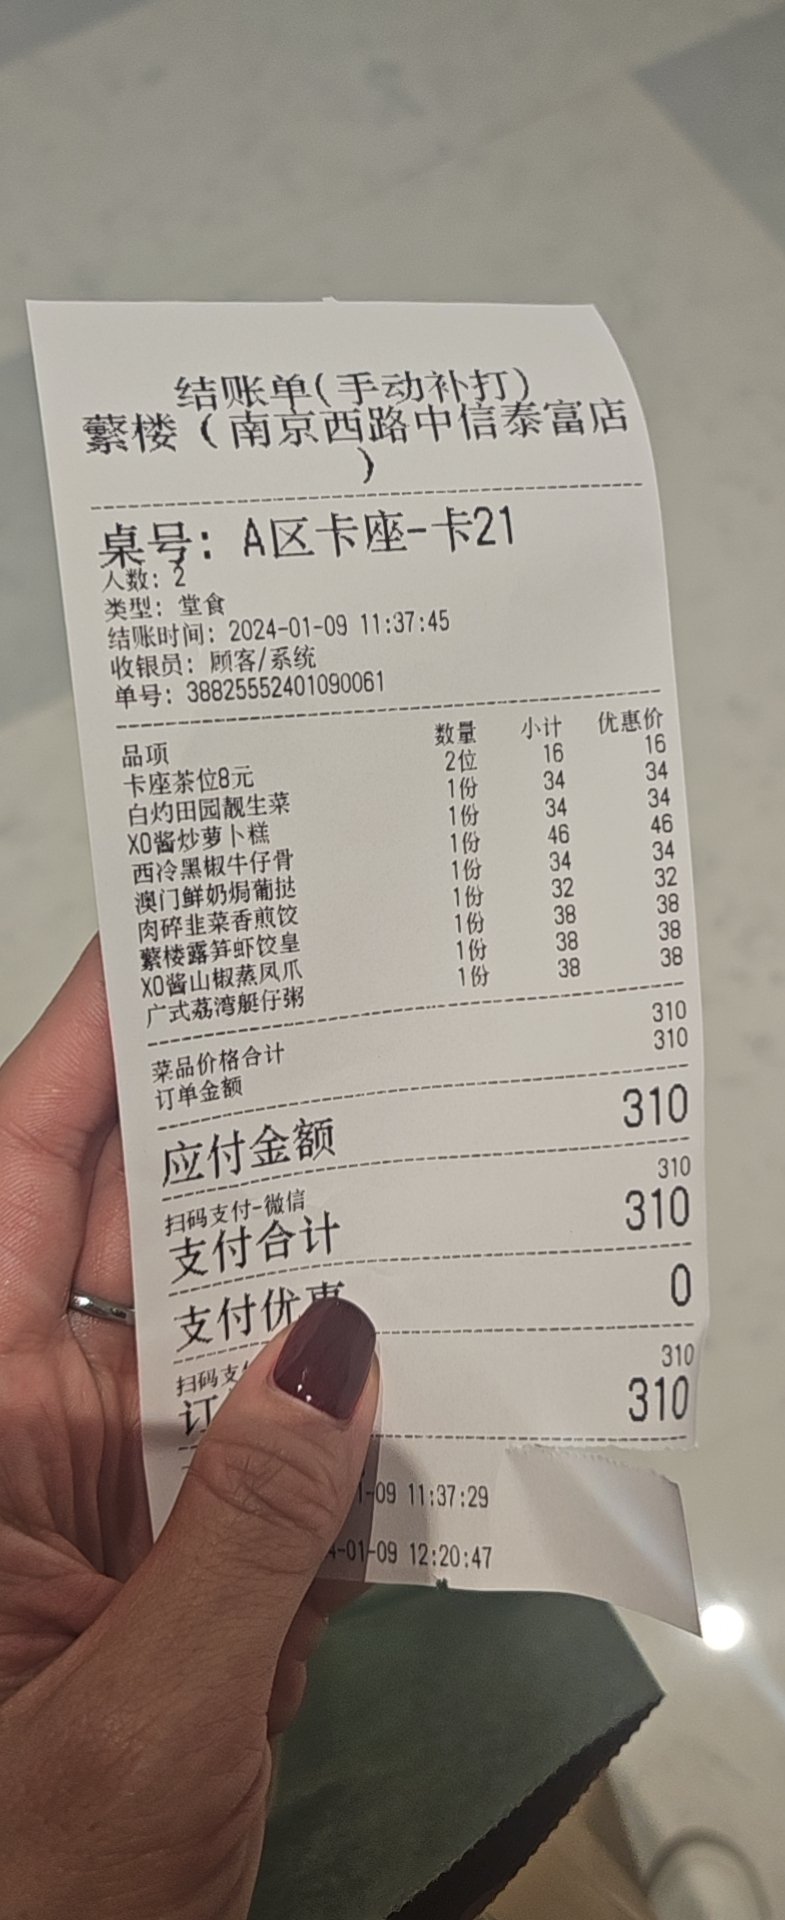 结账单(手动补打)
蘩楼（南京西路中信泰富店
）
桌号: A区卡座-卡21
人数: 2
类型: 堂食
结账时间: 2024-01-09 11:37:45
收银员: 顾客/系统
单号: 38825552401090061
品项 数量 小计 优惠价
卡座茶位8元 2位 16 16
白灼田园靓生菜 1份 34 34
XO酱炒萝卜糕 1份 34 34
西冷黑椒牛仔骨 1份 46 46
澳门鲜奶焗葡挞 1份 34 34
肉碎韭菜香煎饺 1份 32 32
蘩楼露笋虾饺皇 1份 38 38
XO酱山椒蒸凤爪 1份 38 38
广式荔湾艇仔粥 1份 38 38
菜品价格合计 310
订单金额 310
应付金额 310
扫码支付-微信 310
支付合计 310
支付优惠 0
扫码支 310
订 310
-09 11:37:29
-01-09 12:20:47